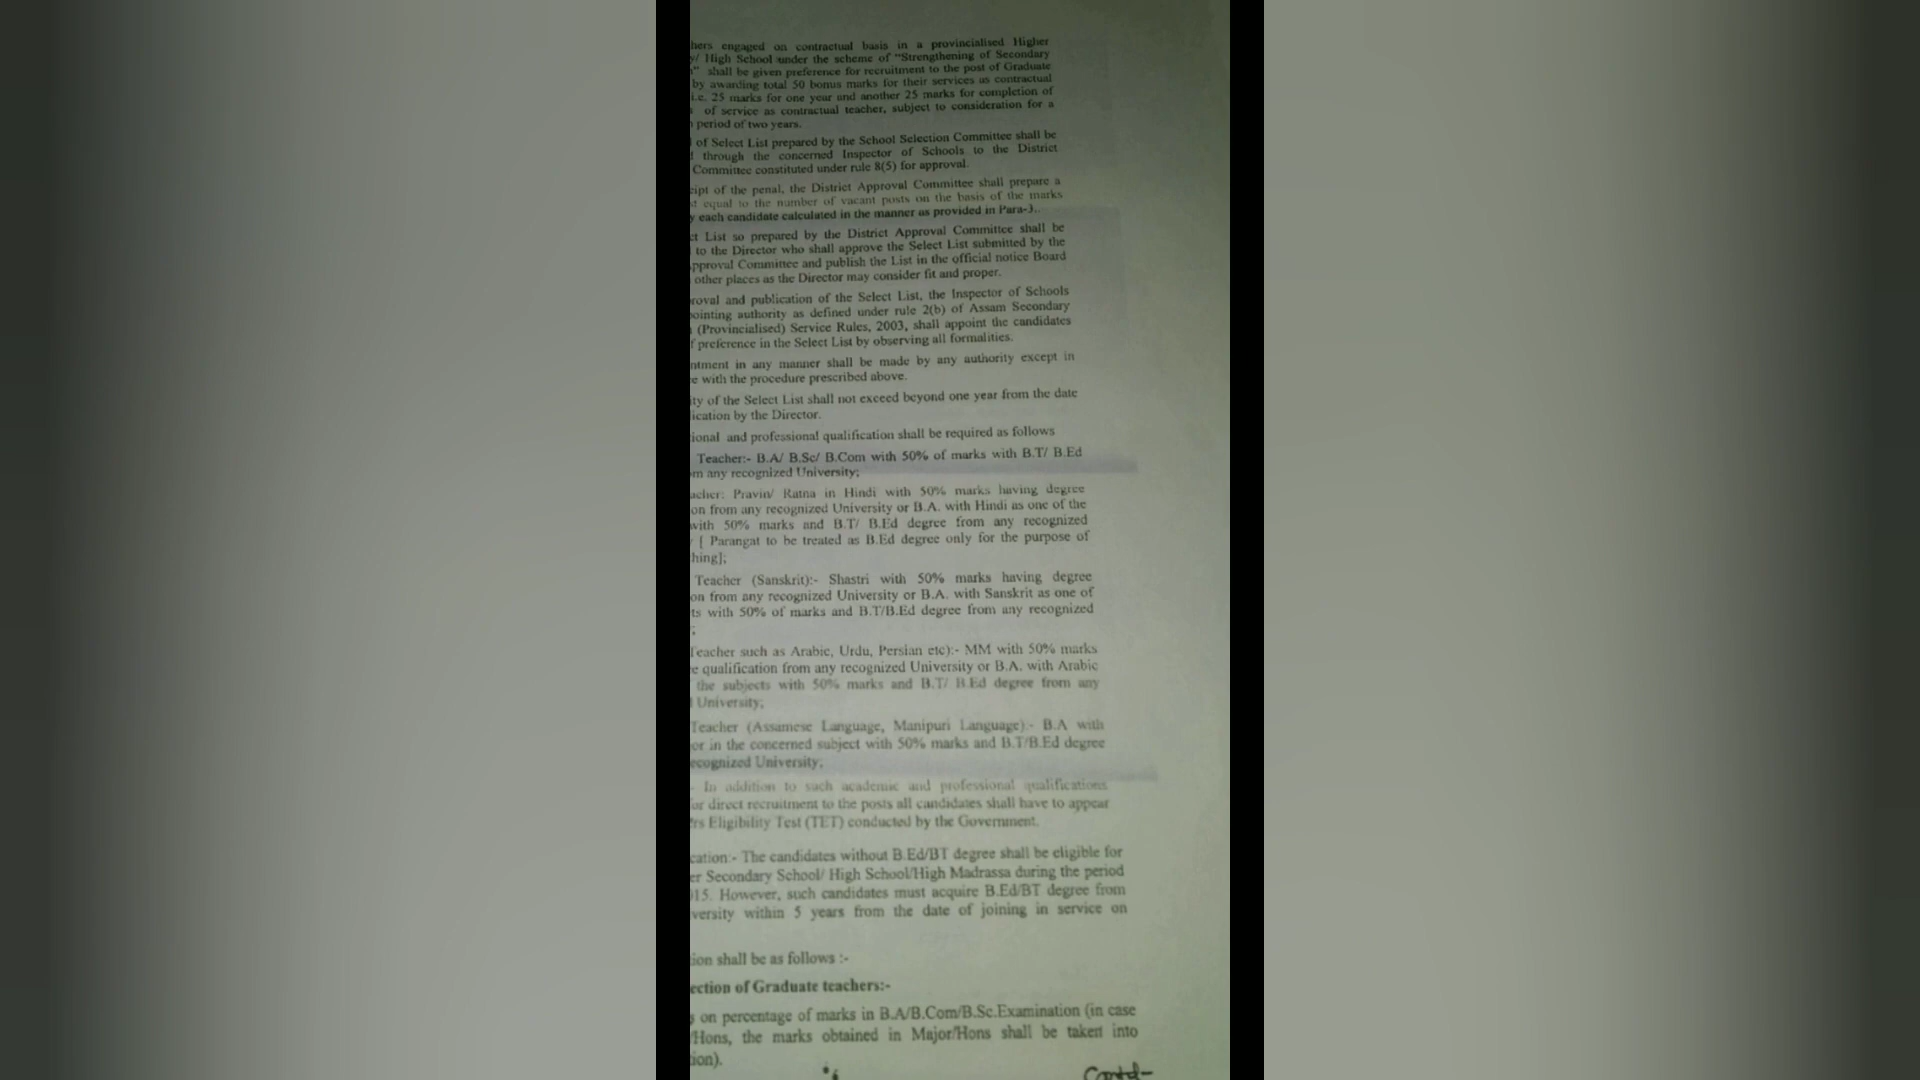 hers engaged on contractual basis in a provincialised Higher
y/ High School under the scheme of "Strengthening of Secondary
" shall be given preference for recruitment to the post of Graduate
by awarding total 50 bonus marks for their services as contractual
i.e. 25 marks for one year and another 25 marks for completion of
of service as contractual teacher, subject to consideration for a
period of two years.
of Select List prepared by the School Selection Committee shall be
through the concerned Inspector of Schools to the District
Committee constituted under rule 8(5) for approval.
eipt of the penal, the District Approval Committee shall prepare a
t equal to the number of vacant posts on the basis of the marks
y each candidate calculated in the manner as provided in Para-3..
ct List so prepared by the District Approval Committee shall be
to the Director who shall approve the Select List submitted by the
pproval Committee and publish the List in the official notice Board
other places as the Director may consider fit and proper.
roval and publication of the Select List, the Inspector of Schools
ointing authority as defined under rule 2(b) of Assam Secondary
(Provincialised) Service Rules, 2003, shall appoint the candidates
f preference in the Select List by observing all formalities.
ntment in any manner shall be made by any authority except in
e with the procedure prescribed above.
ity of the Select List shall not exceed beyond one year from the date
ication by the Director.
ional and professional qualification shall be required as follows
Teacher:- B.A/ B.Sc/ B.Com with 50% of marks with B.T/ B.Ed
m any recognized University;
acher: Pravin/ Ratna in Hindi with 50% marks having degree
on from any recognized University or B.A. with Hindi as one of the
with 50% marks and B.T/ B.Ed degree from any recognized
[ Parangat to be treated as B.Ed degree only for the purpose of
hing];
Teacher (Sanskrit):- Shastri with 50% marks having degree
on from any recognized University or B.A. with Sanskrit as one of
ts with 50% of marks and B.T/B.Ed degree from any recognized
;
Teacher such as Arabic, Urdu, Persian etc):- MM with 50% marks
e qualification from any recognized University or B.A. with Arabic
the subjects with 50% marks and B.T/ B.Ed degree from any
University;
Teacher (Assamese Language, Manipuri Language):- B.A with
or in the concerned subject with 50% marks and B.T/B.Ed degree
ecognized University;
- In addition to such academic and professional qualifications
or direct recruitment to the posts all candidates shall have to appear
rs Eligibility Test (TET) conducted by the Government.
cation:- The candidates without B.Ed/BT degree shall be eligible for
er Secondary School/ High School/High Madrassa during the period
15. However, such candidates must acquire B.Ed/BT degree from
versity within 5 years from the date of joining in service on
ion shall be as follows :-
ection of Graduate teachers:-
s on percentage of marks in B.A/B.Com/B.Sc.Examination (in case
/Hons, the marks obtained in Major/Hons shall be taken into
ion).
Contd-